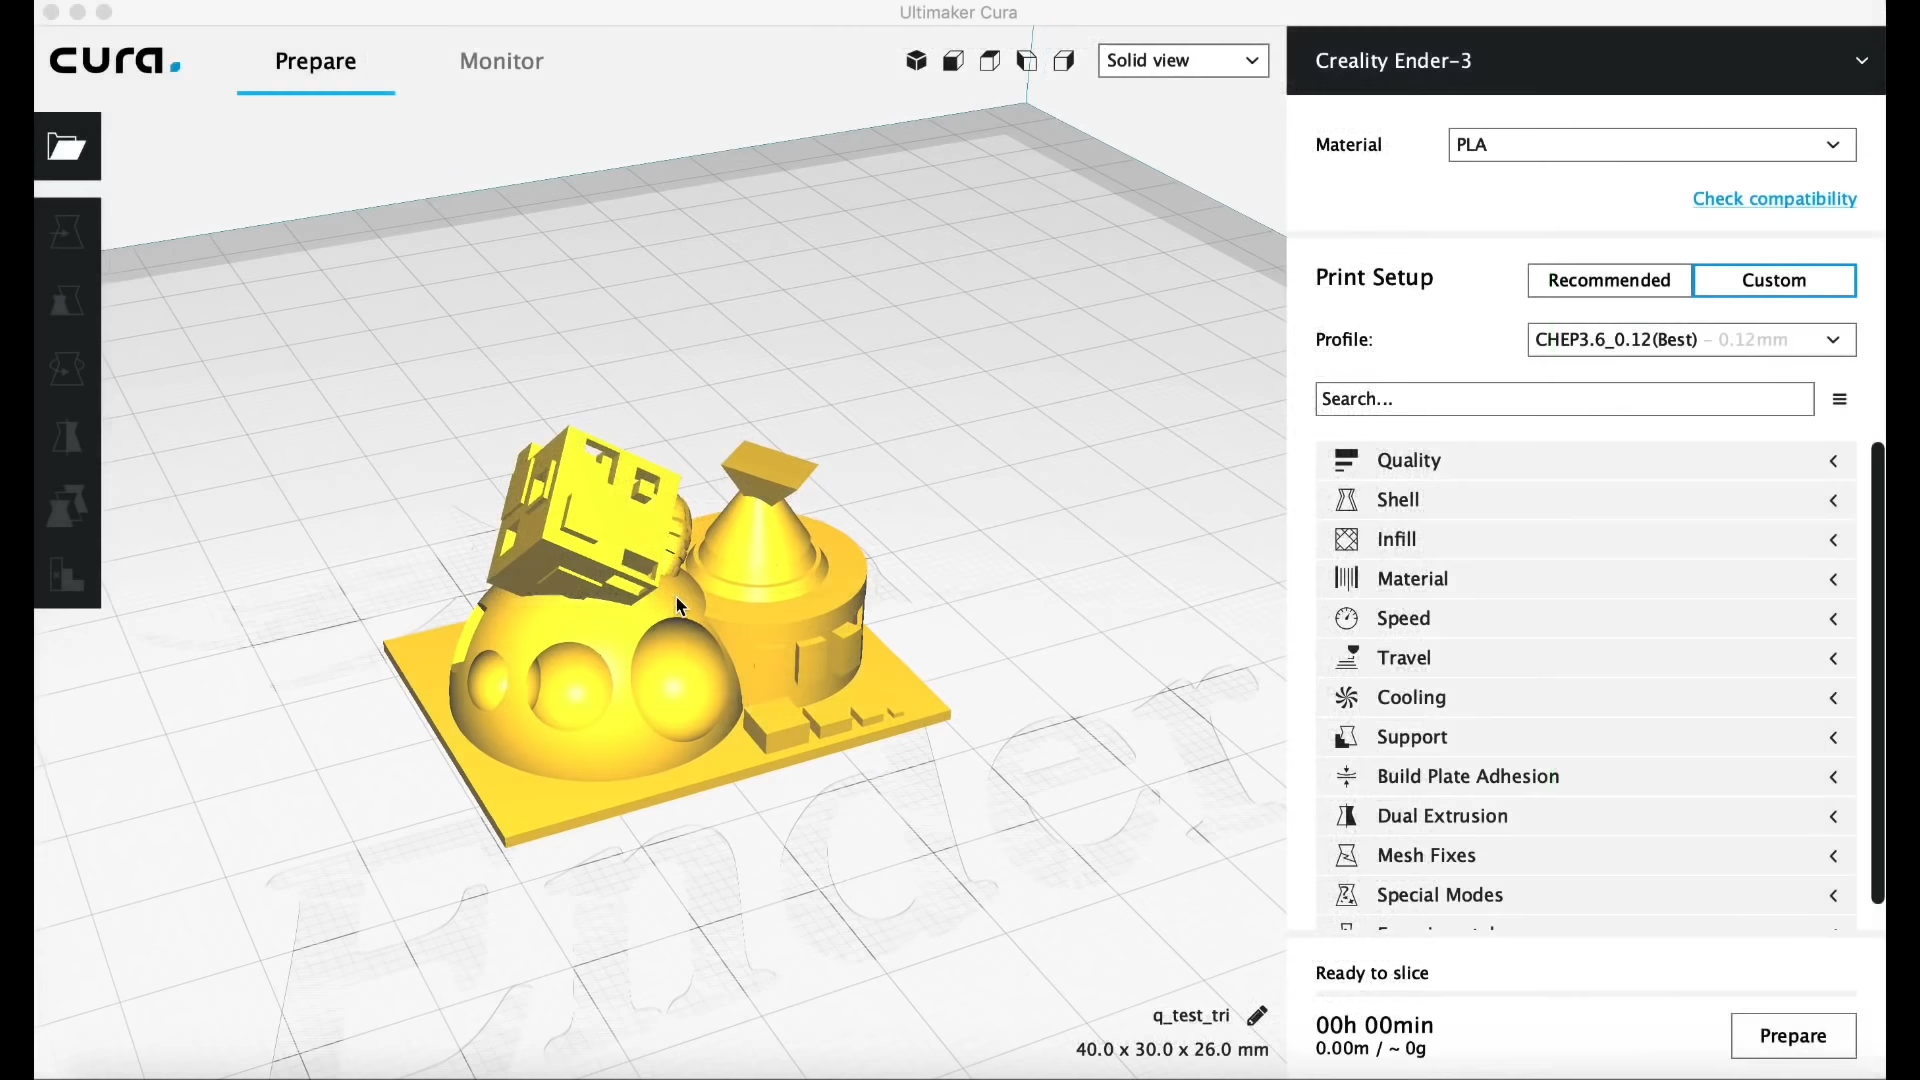 Ultimaker Cura
cura.
Prepare
Monitor
Solid view
Creality Ender-3
Material
PLA
Check compatibility
Print Setup
Recommended
Custom
Profile:
CHEP3.6_0.12(Best) - 0.12mm
Search...
Quality
Shell
Infill
Material
Speed
Travel
Cooling
Support
Build Plate Adhesion
Dual Extrusion
Mesh Fixes
Special Modes
Ender
q_test_tri
40.0 x 30.0 x 26.0 mm
Ready to slice
00h 00min
0.00m / ~ 0g
Prepare